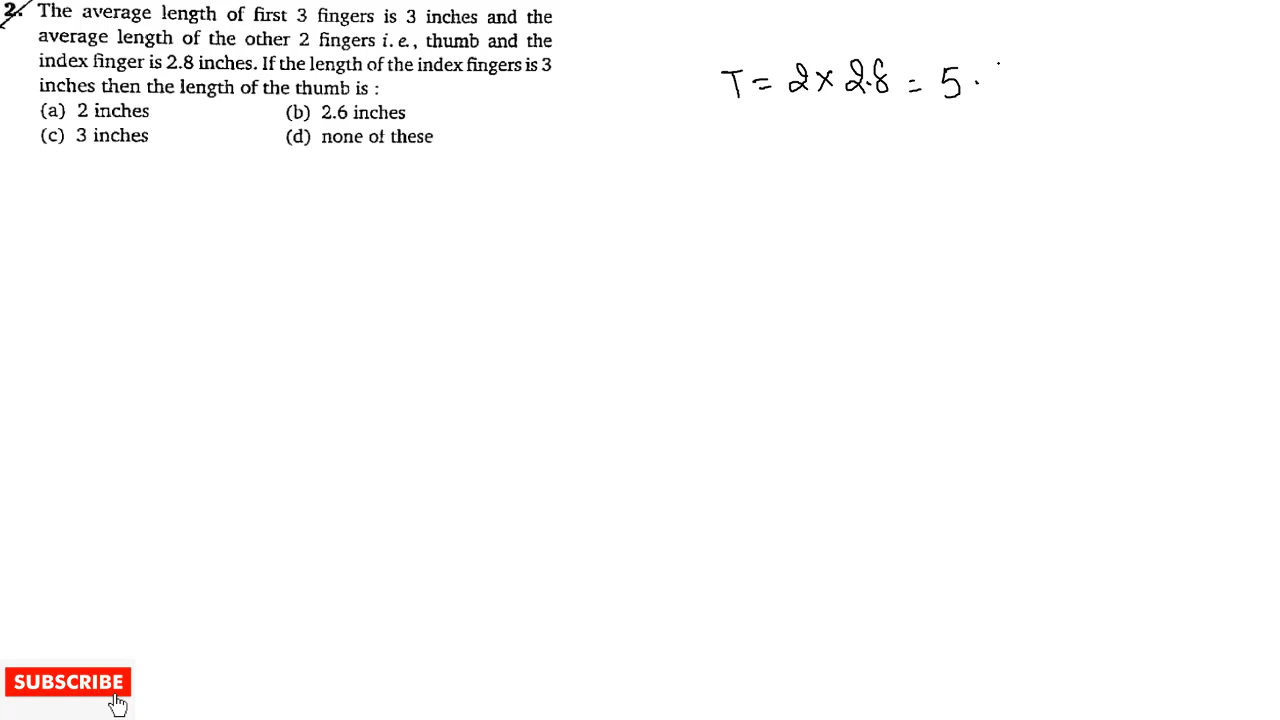 2. The average length of first 3 fingers is 3 inches and the
average length of the other 2 fingers i.e., thumb and the
index finger is 2.8 inches. If the length of the index fingers is 3
inches then the length of the thumb is :
(a) 2 inches (b) 2.6 inches
(c) 3 inches (d) none of these
T = 2 × 2.8 = 5.
SUBSCRIBE